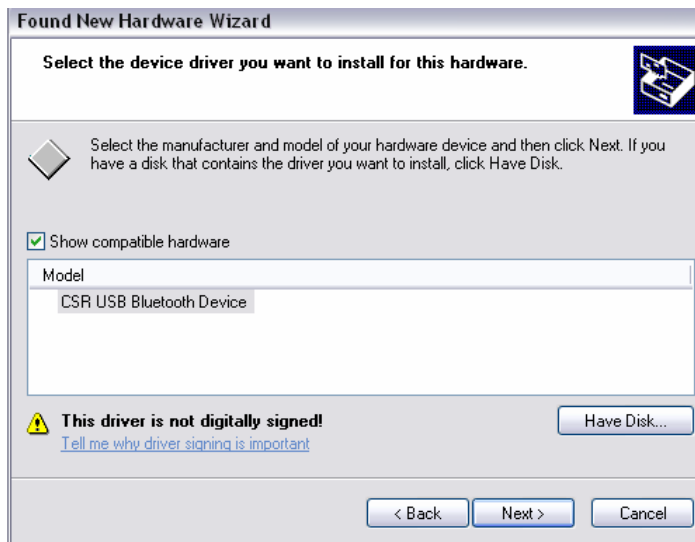 Found New Hardware Wizard
Select the device driver you want to install for this hardware.
Select the manufacturer and model of your hardware device and then click Next. If you
have a disk that contains the driver you want to install, click Have Disk.
Show compatible hardware
Model
CSR USB Bluetooth Device
This driver is not digitally signed!
Have Disk...
Tell me why driver signing is important
< Back
Next >
Cancel